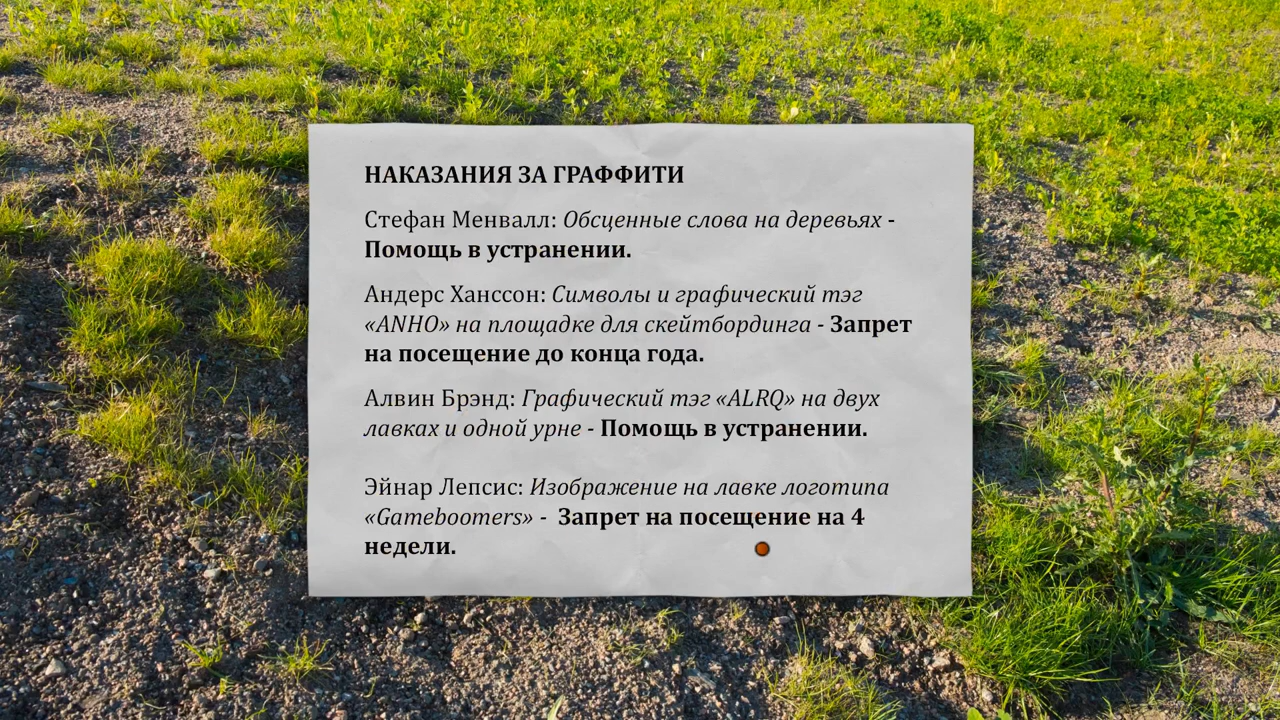 НАКАЗАНИЯ ЗА ГРАФФИТИ
Стефан Менвалл: Обсценные слова на деревьях -
Помощь в устранении.
Андерс Ханссон: Символы и графический тэг
«ANHO» на площадке для скейтбординга - Запрет
на посещение до конца года.
Алвин Брэнд: Графический тэг «ALRQ» на двух
лавках и одной урне - Помощь в устранении.
Эйнар Лепсис: Изображение на лавке логотипа
«Gameboomers» - Запрет на посещение на 4
недели.